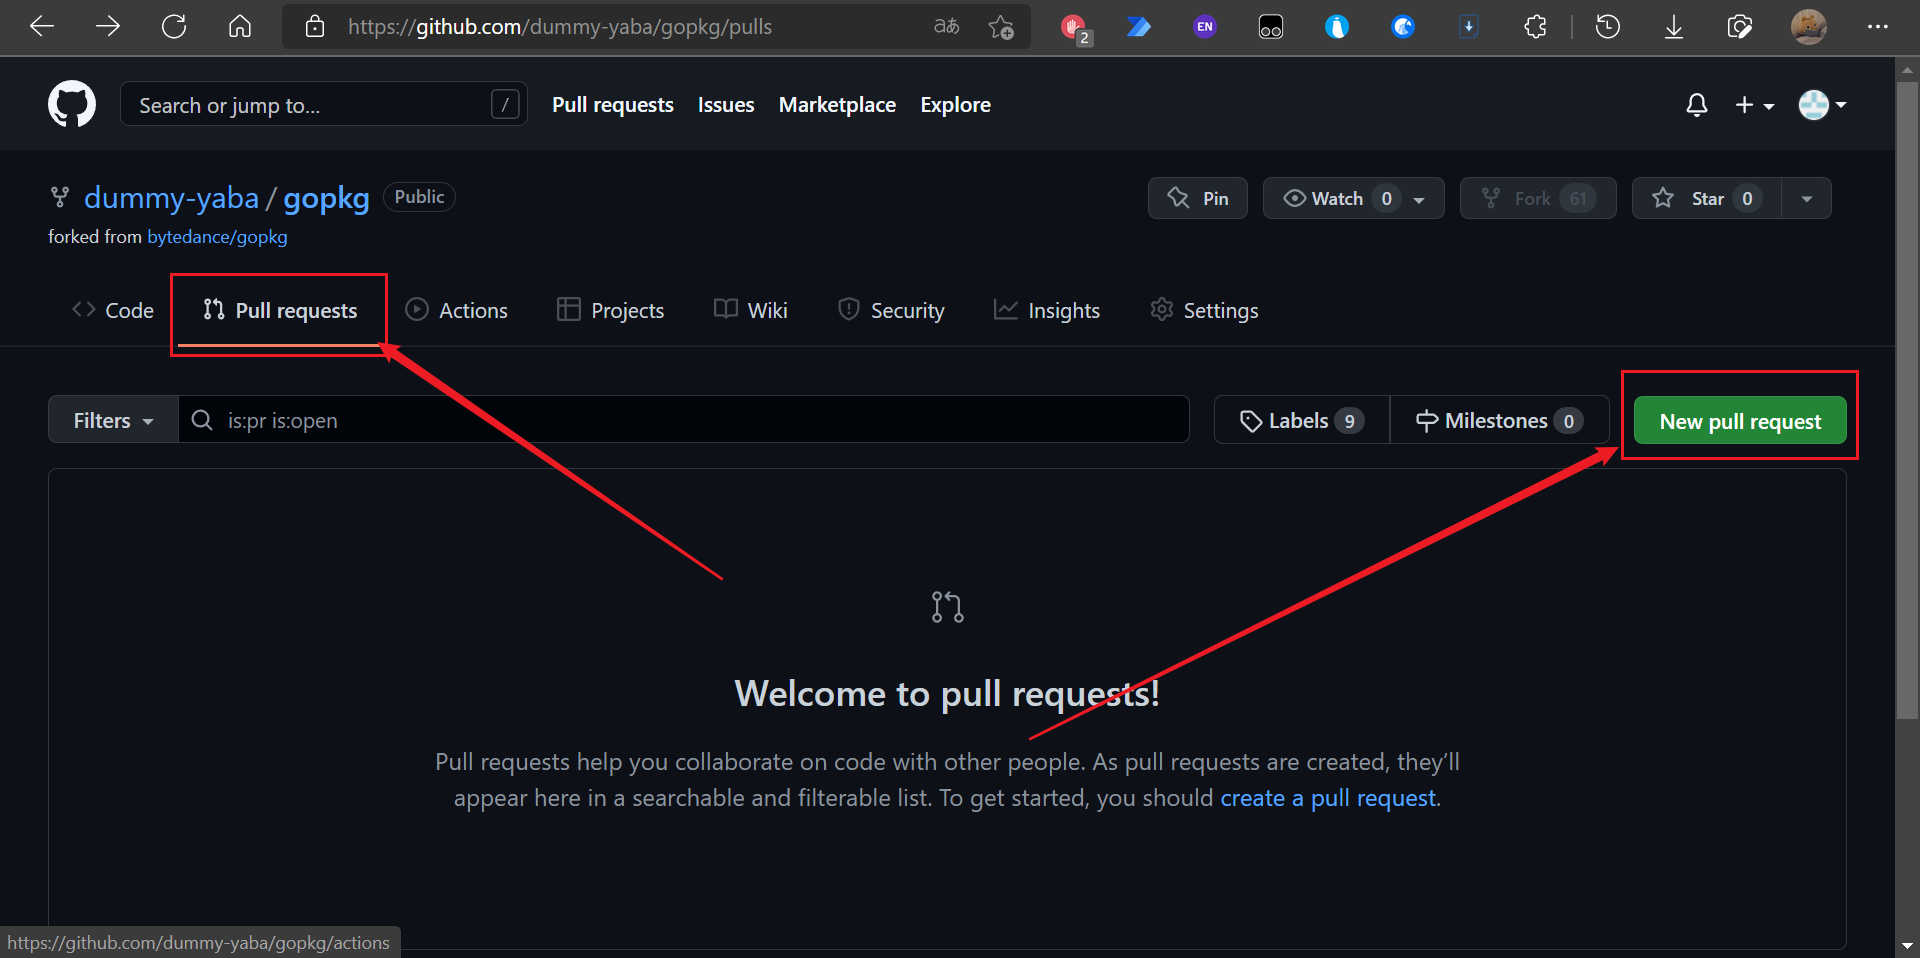 https://github.com/dummy-yaba/gopkg/pulls
aあ
2
EN
Search or jump to...
/
Pull requests
Issues
Marketplace
Explore
dummy-yaba / gopkg
Public
Pin
Watch 0
Fork 61
Star 0
forked from bytedance/gopkg
Code
Pull requests
Actions
Projects
Wiki
Security
Insights
Settings
Filters
is:pr is:open
Labels 9
Milestones 0
New pull request
Welcome to pull requests!
Pull requests help you collaborate on code with other people. As pull requests are created, they’ll
appear here in a searchable and filterable list. To get started, you should create a pull request.
https://github.com/dummy-yaba/gopkg/actions